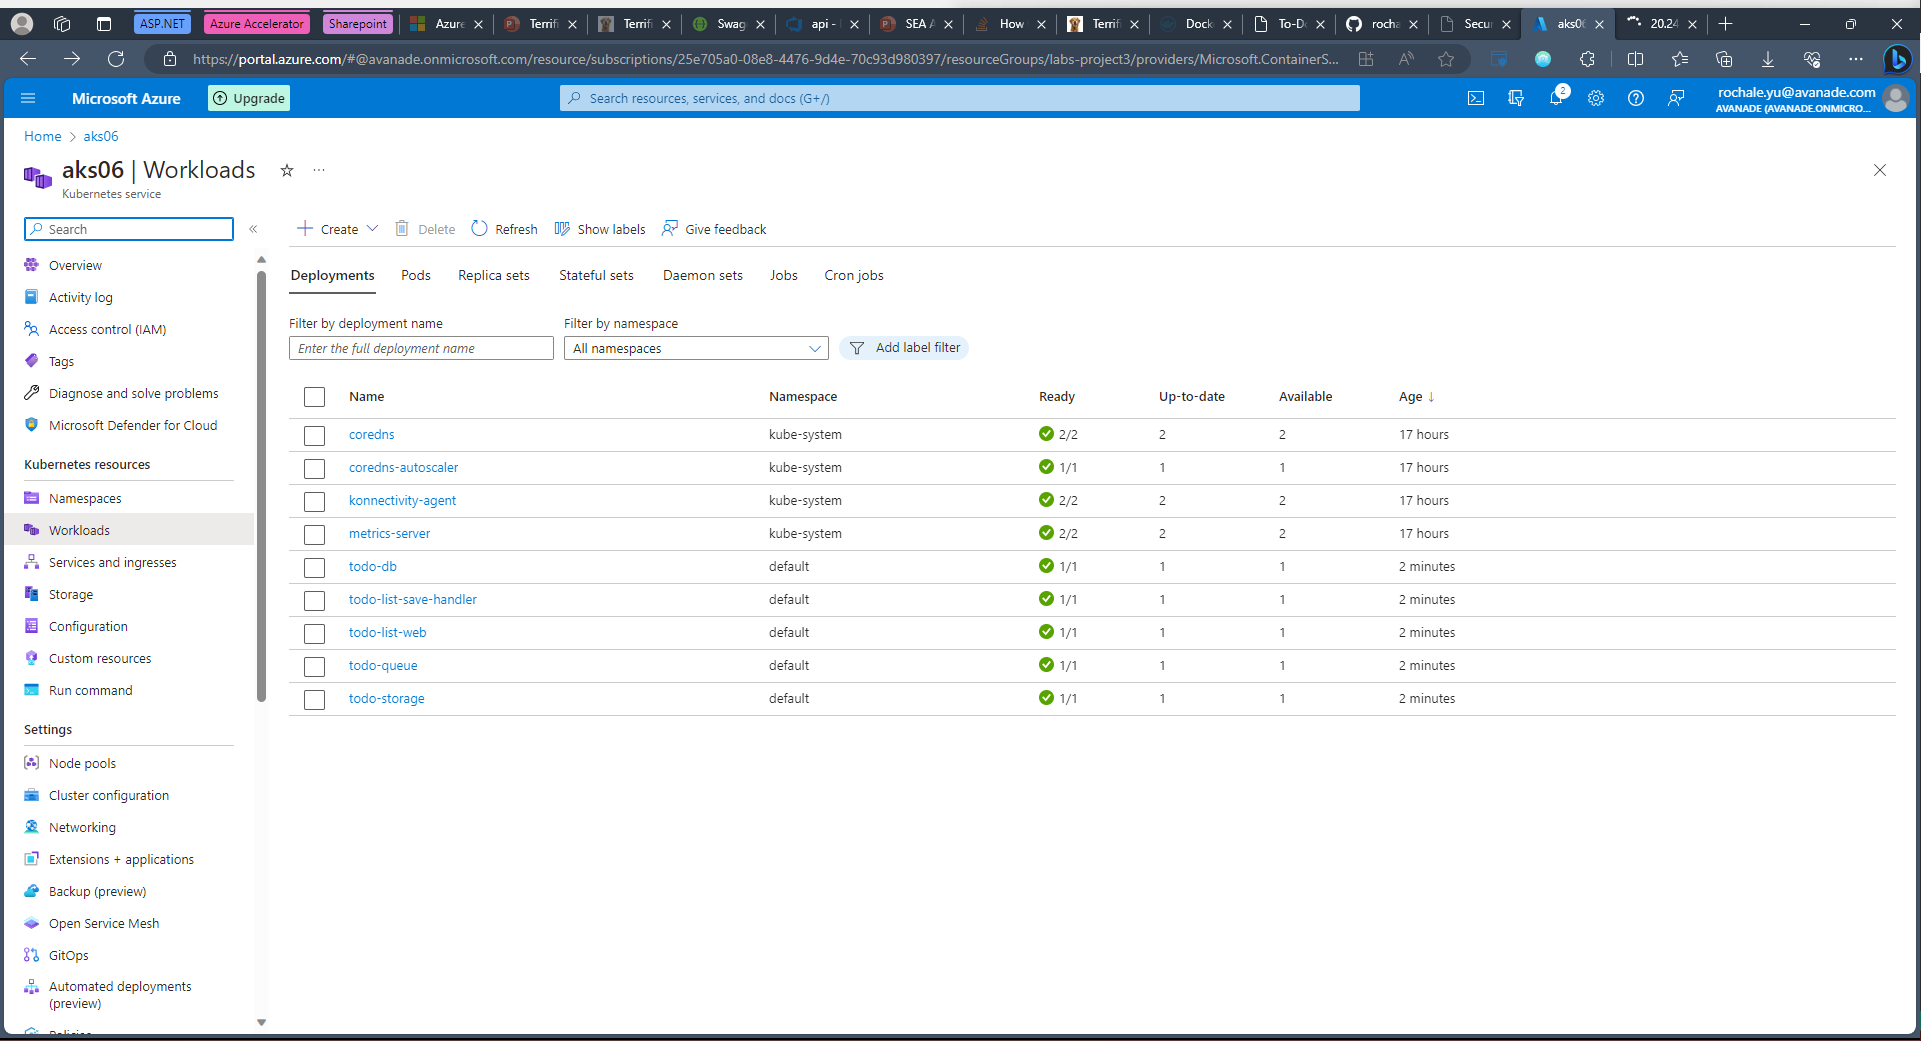 ASP.NET Azure Accelerator Sharepoint Azure Terrifi Terrifi Swag api - SEA A How Terrifi Dock To-D rocha Secur aks06 20.24
https://portal.azure.com/#@avanade.onmicrosoft.com/resource/subscriptions/25e705a0-08e8-4476-9d4e-70c93d980397/resourceGroups/labs-project3/providers/Microsoft.ContainerS...
Microsoft Azure Upgrade Search resources, services, and docs (G+/) 2 rochale.yu@avanade.com
AVANADE (AVANADE.ONMICRO...
Home > aks06
aks06 | Workloads
Kubernetes service
Search
Overview
Activity log
Access control (IAM)
Tags
Diagnose and solve problems
Microsoft Defender for Cloud
Kubernetes resources
Namespaces
Workloads
Services and ingresses
Storage
Configuration
Custom resources
Run command
Settings
Node pools
Cluster configuration
Networking
Extensions + applications
Backup (preview)
Open Service Mesh
GitOps
Automated deployments
(preview)
Policies
Create Delete Refresh Show labels Give feedback
Deployments Pods Replica sets Stateful sets Daemon sets Jobs Cron jobs
Filter by deployment name Filter by namespace
Enter the full deployment name All namespaces Add label filter
Name Namespace Ready Up-to-date Available Age ↓
coredns kube-system 2/2 2 2 17 hours
coredns-autoscaler kube-system 1/1 1 1 17 hours
konnectivity-agent kube-system 2/2 2 2 17 hours
metrics-server kube-system 2/2 2 2 17 hours
todo-db default 1/1 1 1 2 minutes
todo-list-save-handler default 1/1 1 1 2 minutes
todo-list-web default 1/1 1 1 2 minutes
todo-queue default 1/1 1 1 2 minutes
todo-storage default 1/1 1 1 2 minutes